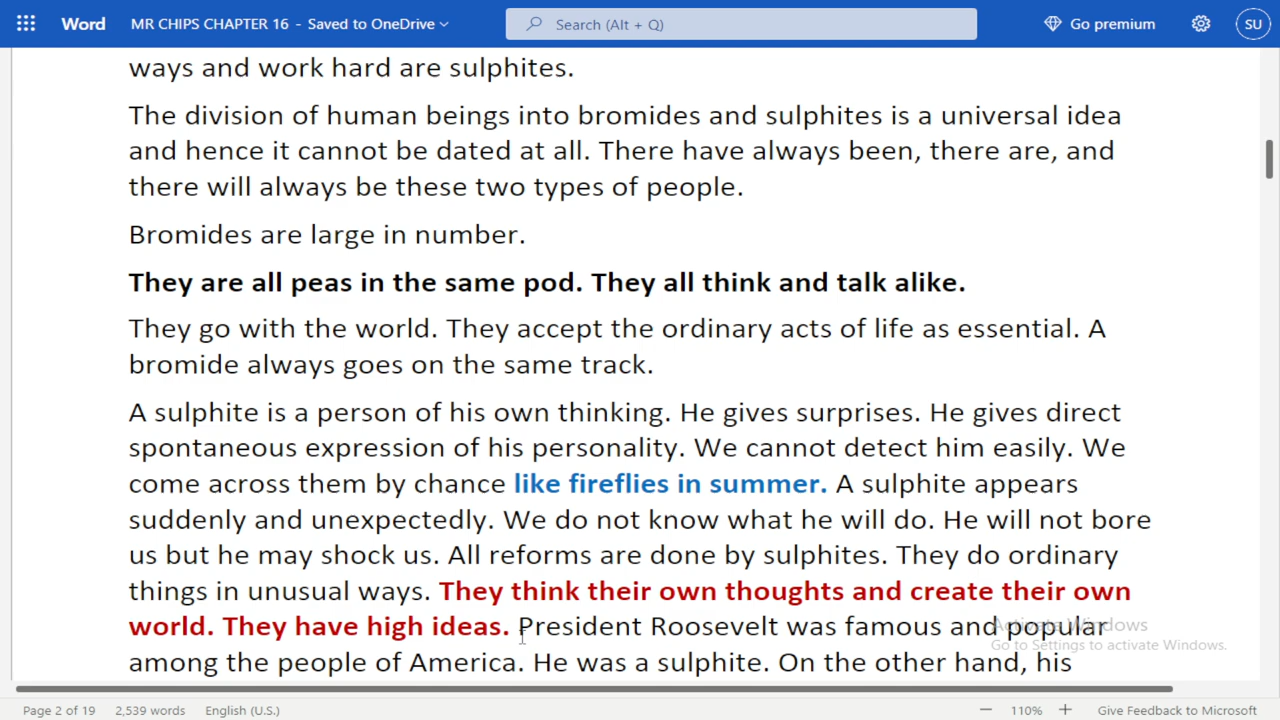 Word MR CHIPS CHAPTER 16 - Saved to OneDrive Search (Alt + Q) Go premium SU
ways and work hard are sulphites.
The division of human beings into bromides and sulphites is a universal idea
and hence it cannot be dated at all. There have always been, there are, and
there will always be these two types of people.
Bromides are large in number.
They are all peas in the same pod. They all think and talk alike.
They go with the world. They accept the ordinary acts of life as essential. A
bromide always goes on the same track.
A sulphite is a person of his own thinking. He gives surprises. He gives direct
spontaneous expression of his personality. We cannot detect him easily. We
come across them by chance like fireflies in summer. A sulphite appears
suddenly and unexpectedly. We do not know what he will do. He will not bore
us but he may shock us. All reforms are done by sulphites. They do ordinary
things in unusual ways. They think their own thoughts and create their own
world. They have high ideas. President Roosevelt was famous and popular
Activate Windows
Go to Settings to activate Windows.
among the people of America. He was a sulphite. On the other hand, his
Page 2 of 19 2,539 words English (U.S.) 110% Give Feedback to Microsoft